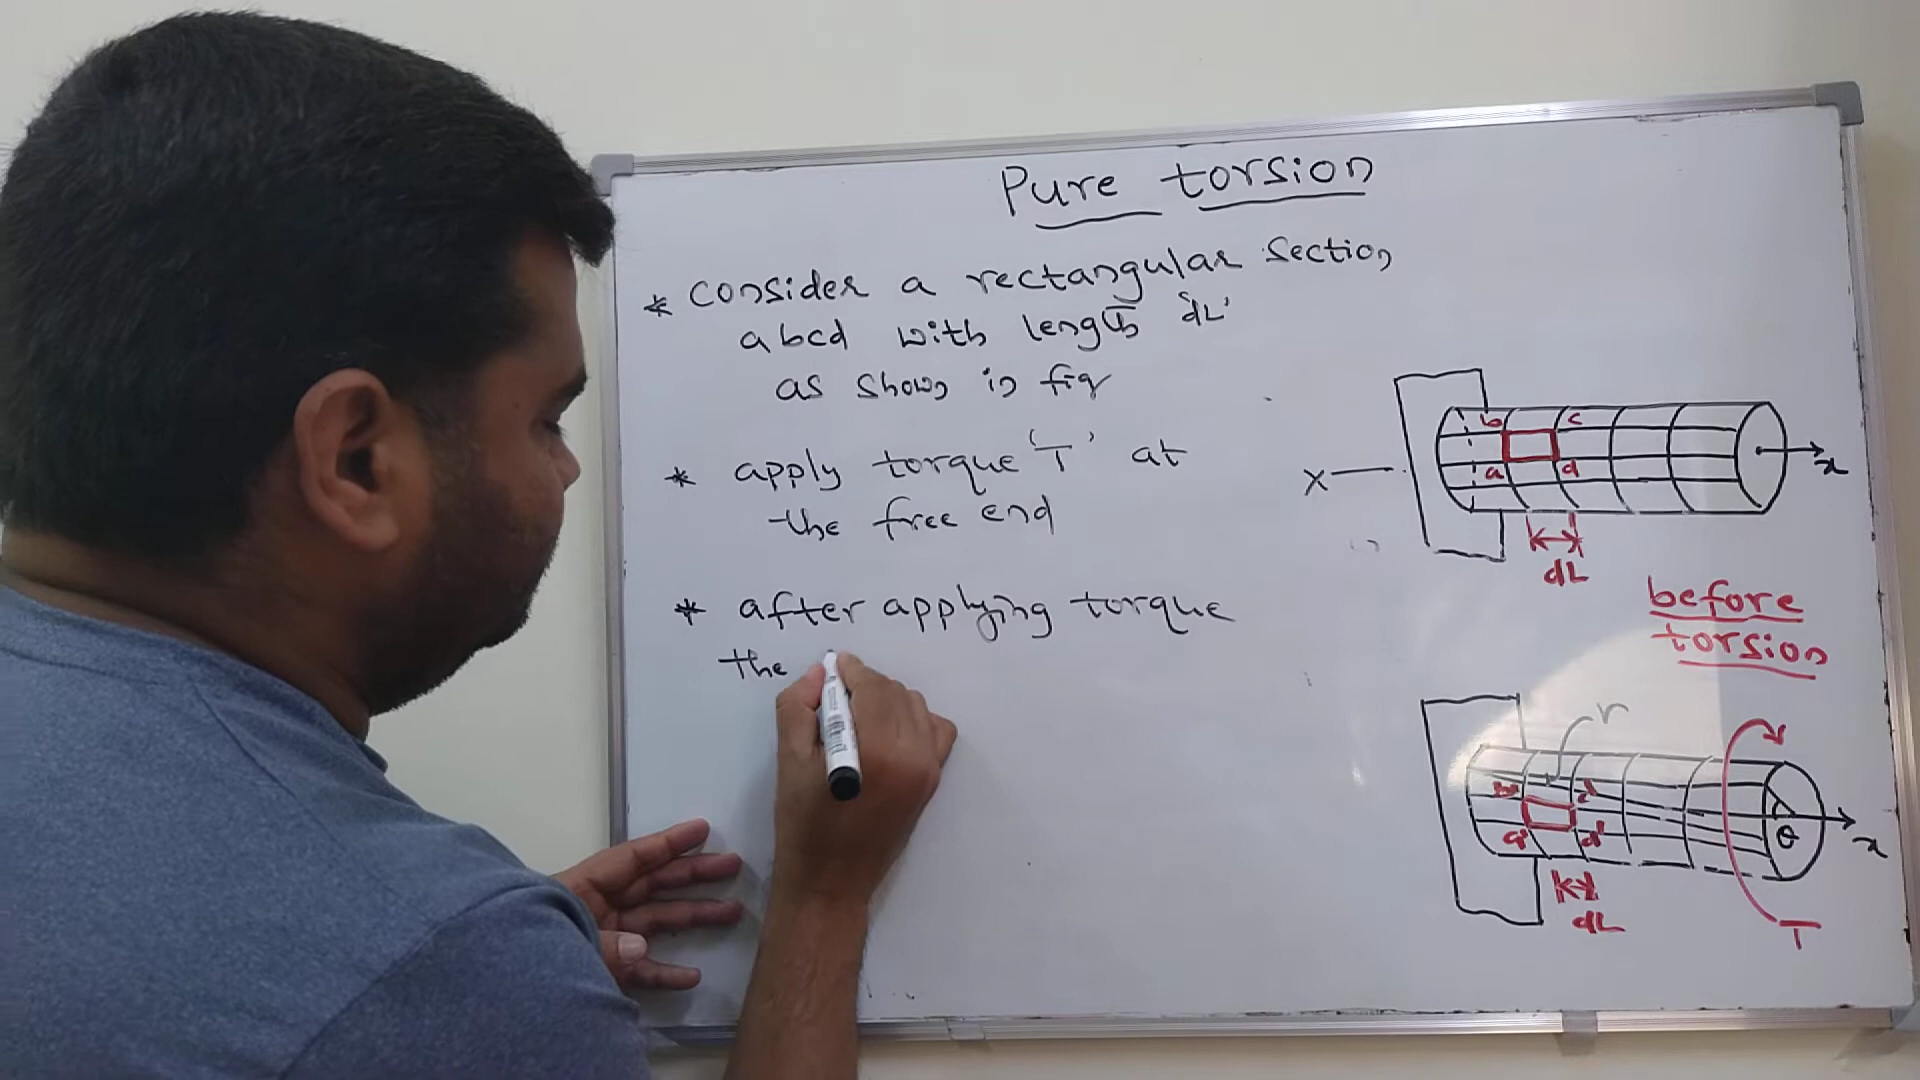 Pure torsion
* consider a rectangular section
abcd with length 'dL'
as shown in fig
* apply torque 'T' at
the free end
* after applying torque
the
b c
a d
x
X
dL
before
torsion
r
b' c'
a' d'
θ
x
dL
T